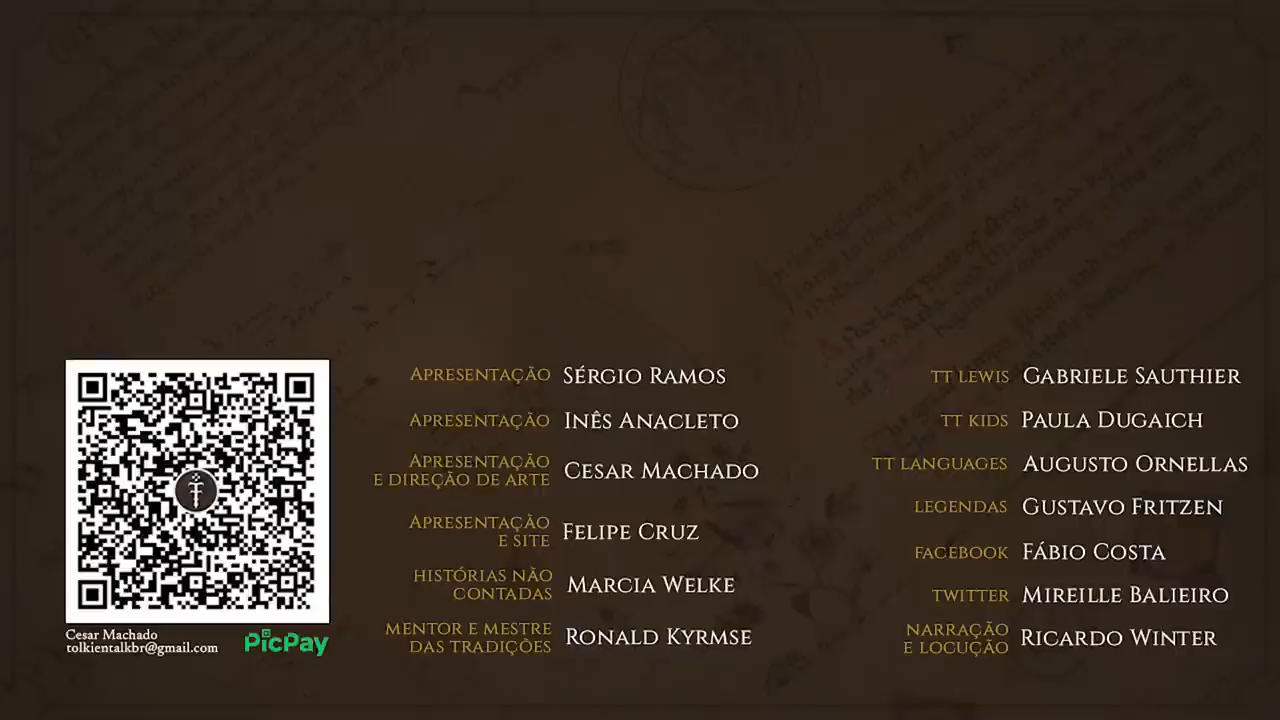 Apresentação Sérgio Ramos
Apresentação Inês Anacleto
Apresentação
e direção de arte Cesar Machado
Apresentação
e site Felipe Cruz
Histórias não
contadas Marcia Welke
Mentor e mestre
das tradições Ronald Kyrmse
TT Lewis Gabriele Sauthier
TT Kids Paula Dugaich
TT Languages Augusto Ornellas
Legendas Gustavo Fritzen
Facebook Fábio Costa
Twitter Mireille Balieiro
Narração
e locução Ricardo Winter
Cesar Machado
tolkientalkbr@gmail.com
PicPay